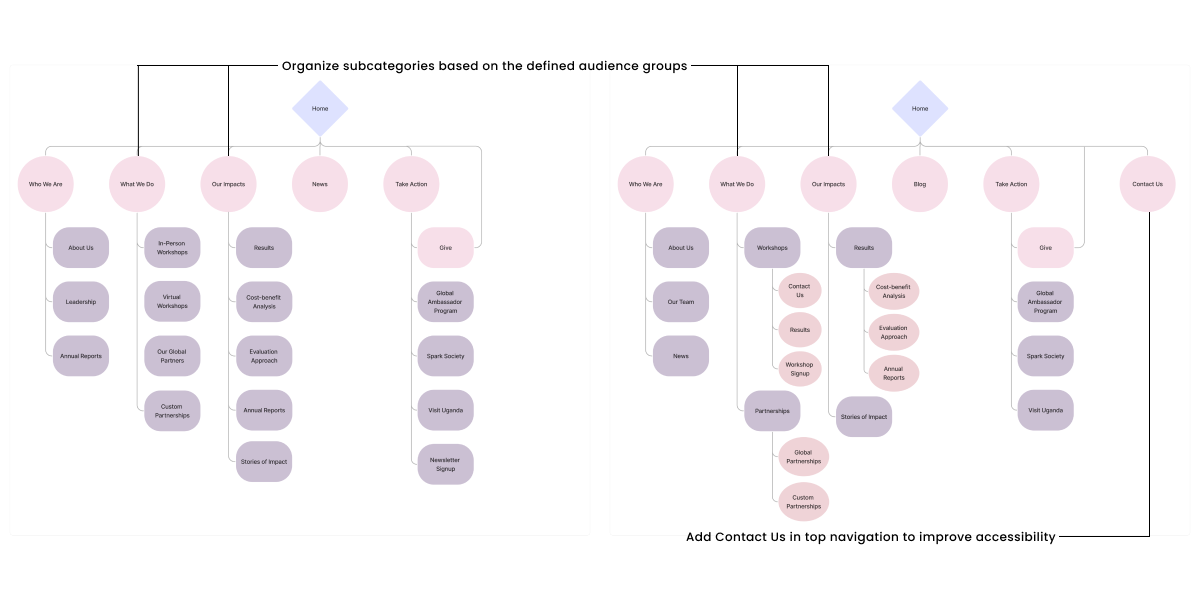 Organize subcategories based on the defined audience groups
Home
Who We Are
What We Do
Our Impacts
News
Take Action
About Us
Leadership
Annual Reports
In-Person
Workshops
Virtual
Workshops
Our Global
Partners
Custom
Partnerships
Results
Cost-benefit
Analysis
Evaluation
Approach
Annual Reports
Stories of Impact
Give
Global
Ambassador
Program
Spark Society
Visit Uganda
Newsletter
Signup
Home
Who We Are
What We Do
Our Impacts
Blog
Take Action
Contact Us
About Us
Our Team
News
Workshops
Contact
Us
Results
Workshop
Signup
Partnerships
Global
Partnerships
Custom
Partnerships
Results
Cost-benefit
Analysis
Evaluation
Approach
Annual
Reports
Stories of Impact
Give
Global
Ambassador
Program
Spark Society
Visit Uganda
Add Contact Us in top navigation to improve accessibility